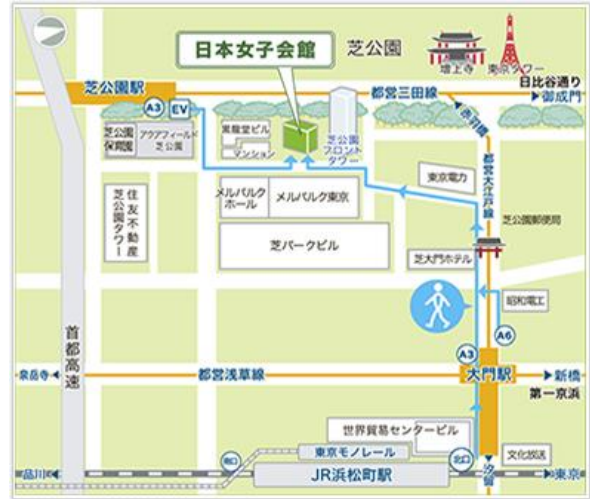 日本女子会館
芝公園
増上寺
東京タワー
日比谷通り
▶御成門
芝公園駅
都営三田線
A3
EV
赤羽橋
芝公園
保育園
アクアフィールド
芝公園
黒龍堂ビル
マンション
芝公園
フロント
タワー
都営大江戸線
東京電力
住友不動産
芝公園タワー
メルパルク
ホール
メルパルク東京
芝公園郵便局
芝パークビル
芝大門ホテル
昭和電工
首都高速
A3
A6
泉岳寺
都営浅草線
大門駅
▶新橋
第一京浜
世界貿易センタービル
南口
東京モノレール
北口
文化放送
品川
JR浜松町駅
汐留
▶東京